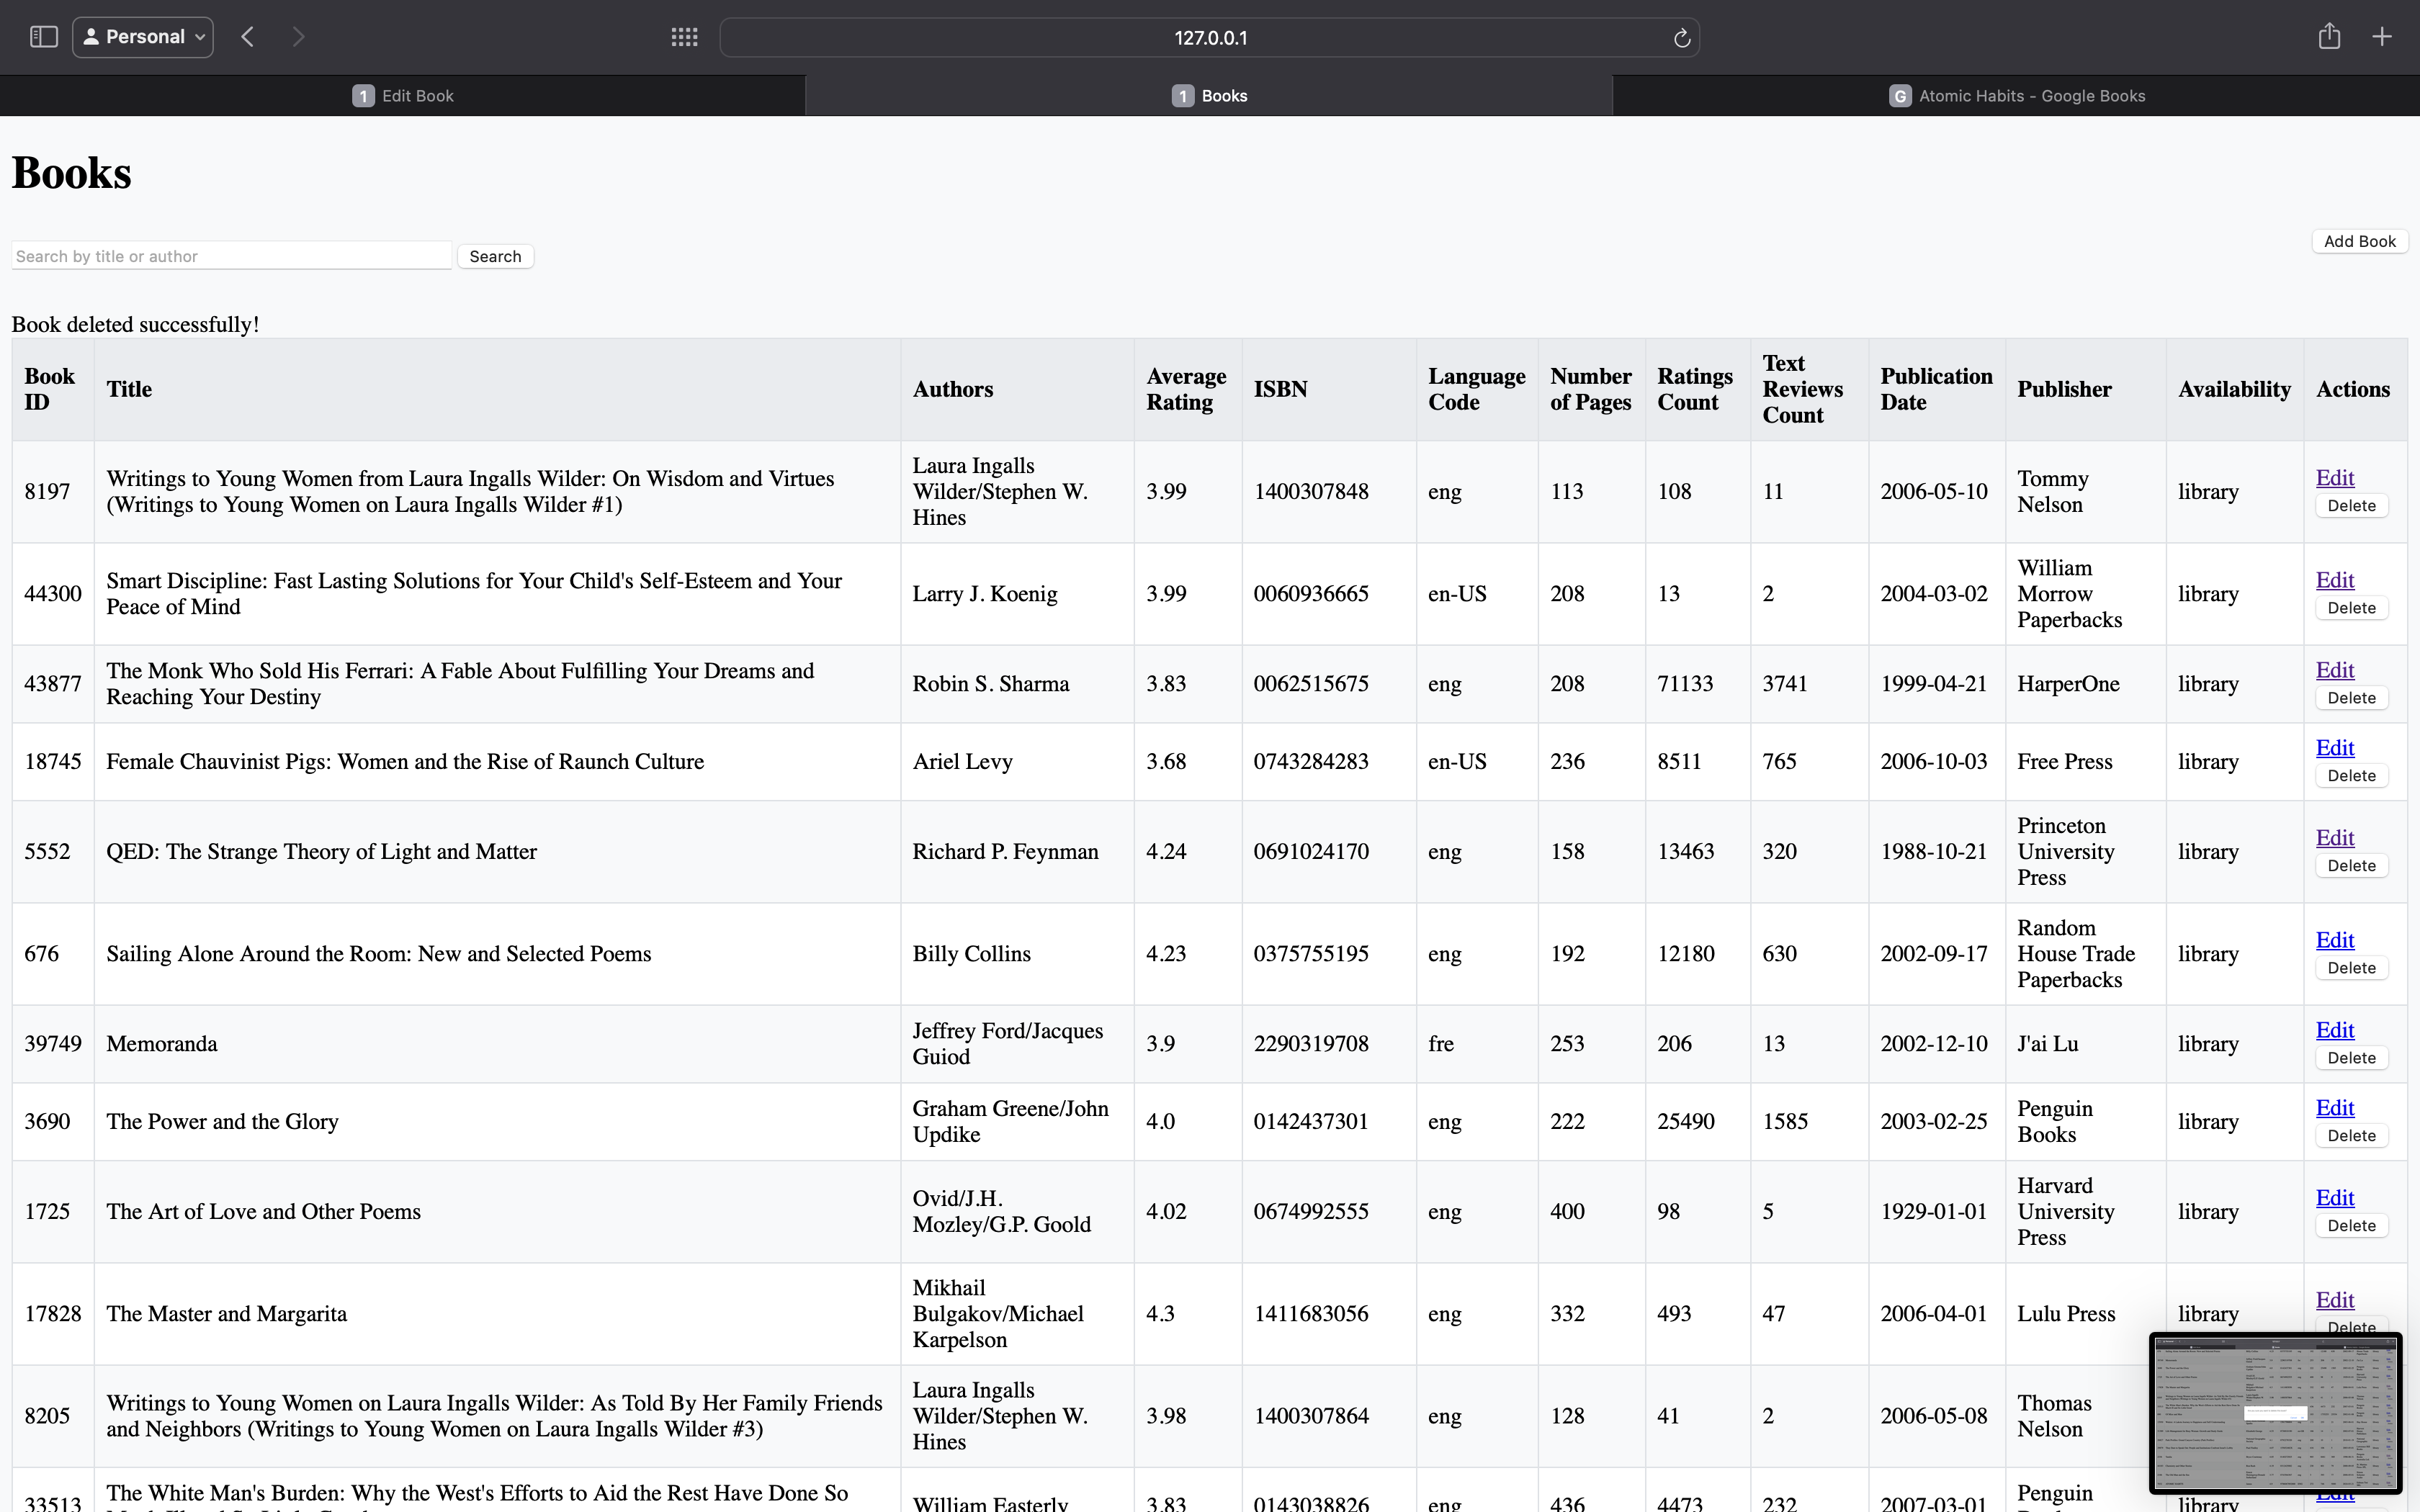 Personal
127.0.0.1
1 Edit Book
1 Books
G Atomic Habits - Google Books
Books
Search by title or author Search
Add Book
Book deleted successfully!
Book ID Title Authors Average Rating ISBN Language Code Number of Pages Ratings Count Text Reviews Count Publication Date Publisher Availability Actions
8197 Writings to Young Women from Laura Ingalls Wilder: On Wisdom and Virtues (Writings to Young Women on Laura Ingalls Wilder #1) Laura Ingalls Wilder/Stephen W. Hines 3.99 1400307848 eng 113 108 11 2006-05-10 Tommy Nelson library Edit Delete
44300 Smart Discipline: Fast Lasting Solutions for Your Child's Self-Esteem and Your Peace of Mind Larry J. Koenig 3.99 0060936665 en-US 208 13 2 2004-03-02 William Morrow Paperbacks library Edit Delete
43877 The Monk Who Sold His Ferrari: A Fable About Fulfilling Your Dreams and Reaching Your Destiny Robin S. Sharma 3.83 0062515675 eng 208 71133 3741 1999-04-21 HarperOne library Edit Delete
18745 Female Chauvinist Pigs: Women and the Rise of Raunch Culture Ariel Levy 3.68 0743284283 en-US 236 8511 765 2006-10-03 Free Press library Edit Delete
5552 QED: The Strange Theory of Light and Matter Richard P. Feynman 4.24 0691024170 eng 158 13463 320 1988-10-21 Princeton University Press library Edit Delete
676 Sailing Alone Around the Room: New and Selected Poems Billy Collins 4.23 0375755195 eng 192 12180 630 2002-09-17 Random House Trade Paperbacks library Edit Delete
39749 Memoranda Jeffrey Ford/Jacques Guiod 3.9 2290319708 fre 253 206 13 2002-12-10 J'ai Lu library Edit Delete
3690 The Power and the Glory Graham Greene/John Updike 4.0 0142437301 eng 222 25490 1585 2003-02-25 Penguin Books library Edit Delete
1725 The Art of Love and Other Poems Ovid/J.H. Mozley/G.P. Goold 4.02 0674992555 eng 400 98 5 1929-01-01 Harvard University Press library Edit Delete
17828 The Master and Margarita Mikhail Bulgakov/Michael Karpelson 4.3 1411683056 eng 332 493 47 2006-04-01 Lulu Press library Edit Delete
8205 Writings to Young Women on Laura Ingalls Wilder: As Told By Her Family Friends and Neighbors (Writings to Young Women on Laura Ingalls Wilder #3) Laura Ingalls Wilder/Stephen W. Hines 3.98 1400307864 eng 128 41 2 2006-05-08 Thomas Nelson
33513 The White Man's Burden: Why the West's Efforts to Aid the Rest Have Done So William Easterly 3.83 0143038826 eng 436 4473 232 2007-03-01 Penguin library Edit